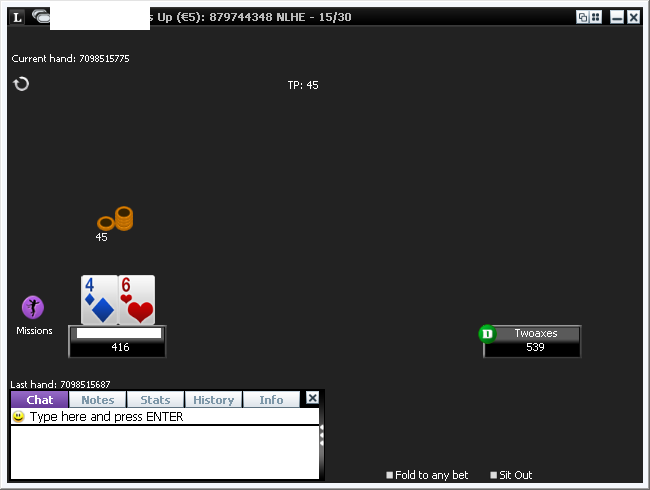 L
s Up (€5): 879744348 NLHE - 15/30
Current hand: 7098515775
TP: 45
45
4 6
Missions
416
D
Twoaxes
539
Last hand: 7098515687
Chat Notes Stats History Info
Type here and press ENTER
Fold to any bet Sit Out